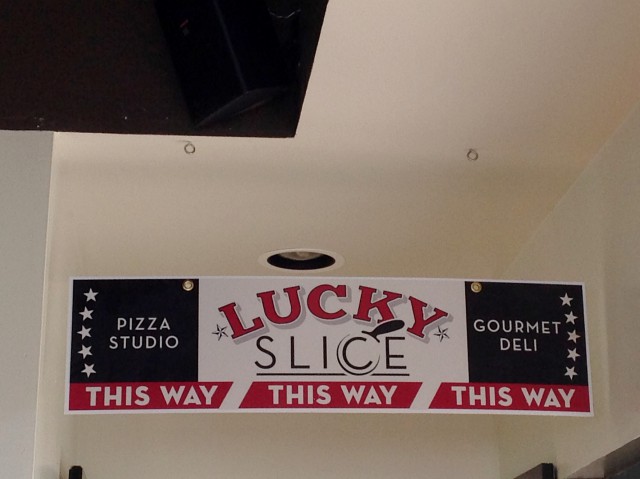 PIZZA
STUDIO
LUCKY
SLICE
GOURMET
DELI
THIS WAY
THIS WAY
THIS WAY